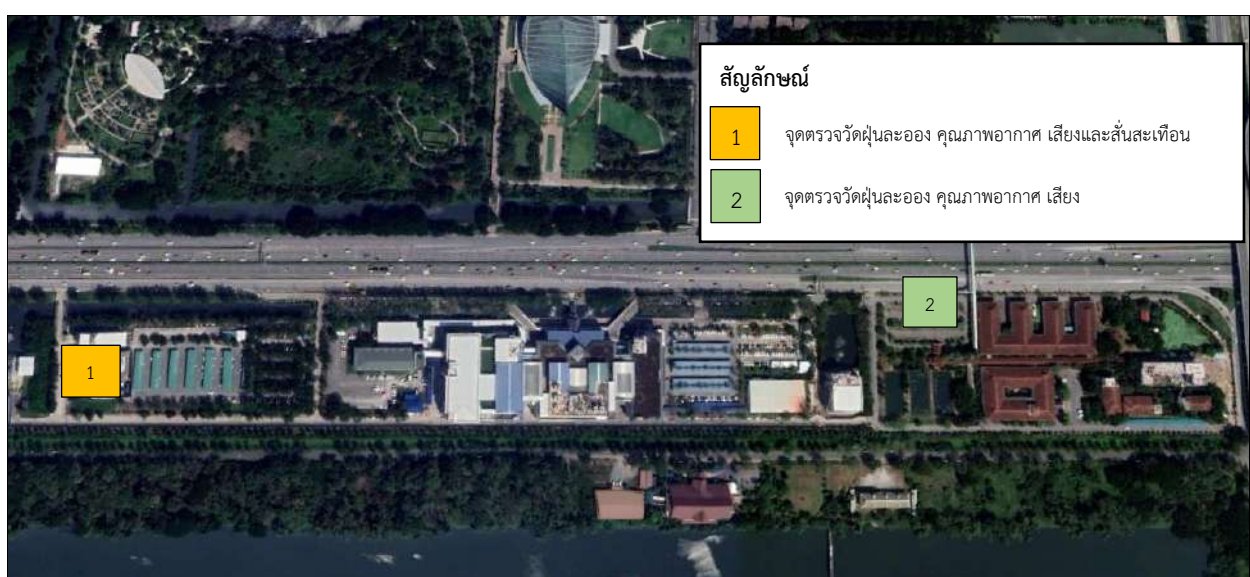 สัญลักษณ์
1 จุดตรวจวัดฝุ่นละออง คุณภาพอากาศ เสียงและสั่นสะเทือน
2 จุดตรวจวัดฝุ่นละออง คุณภาพอากาศ เสียง
2
1